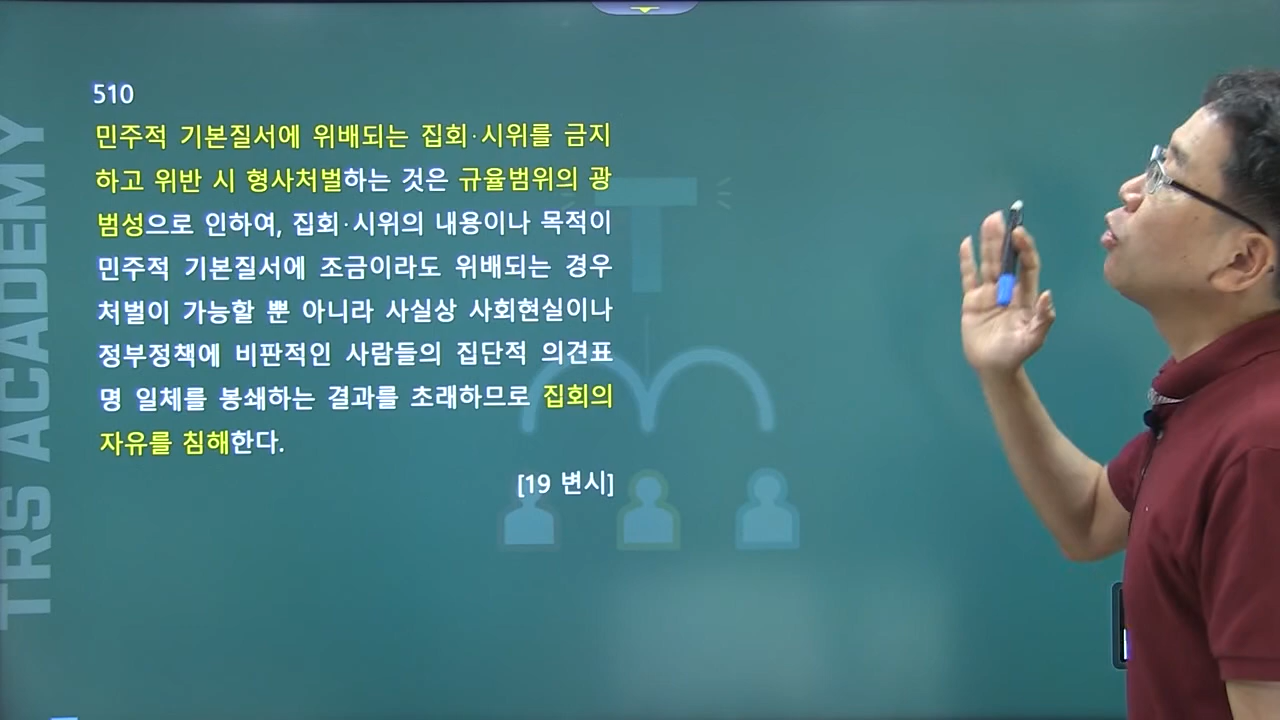 510
민주적 기본질서에 위배되는 집회·시위를 금지
하고 위반 시 형사처벌하는 것은 규율범위의 광
범성으로 인하여, 집회·시위의 내용이나 목적이
민주적 기본질서에 조금이라도 위배되는 경우
처벌이 가능할 뿐 아니라 사실상 사회현실이나
정부정책에 비판적인 사람들의 집단적 의견표
명 일체를 봉쇄하는 결과를 초래하므로 집회의
자유를 침해한다.
[19 변시]
TRS ACADEMY